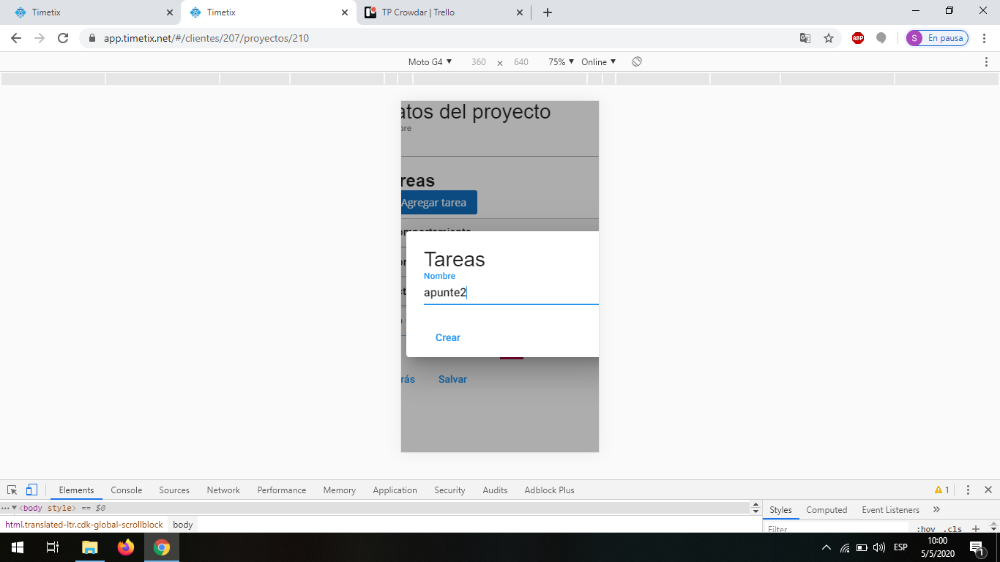 Timetix
Timetix
TP Crowdar | Trello
app.timetix.net/#/clientes/207/proyectos/210
ABP
S
En pausa
Moto G4
360 × 640
75%
Online
atos del proyecto
bre
reas
Agregar tarea
omportamiento
Tareas
Nombre
apunte2
Crear
rás
Salvar
Elements
Console
Sources
Network
Performance
Memory
Application
Security
Audits
Adblock Plus
1
<body style> == $0
Styles
Computed
Event Listeners
html.translated-ltr.cdk-global-scrollblock
body
Filter
:hov
.cls
ESP
10:00
5/5/2020
1